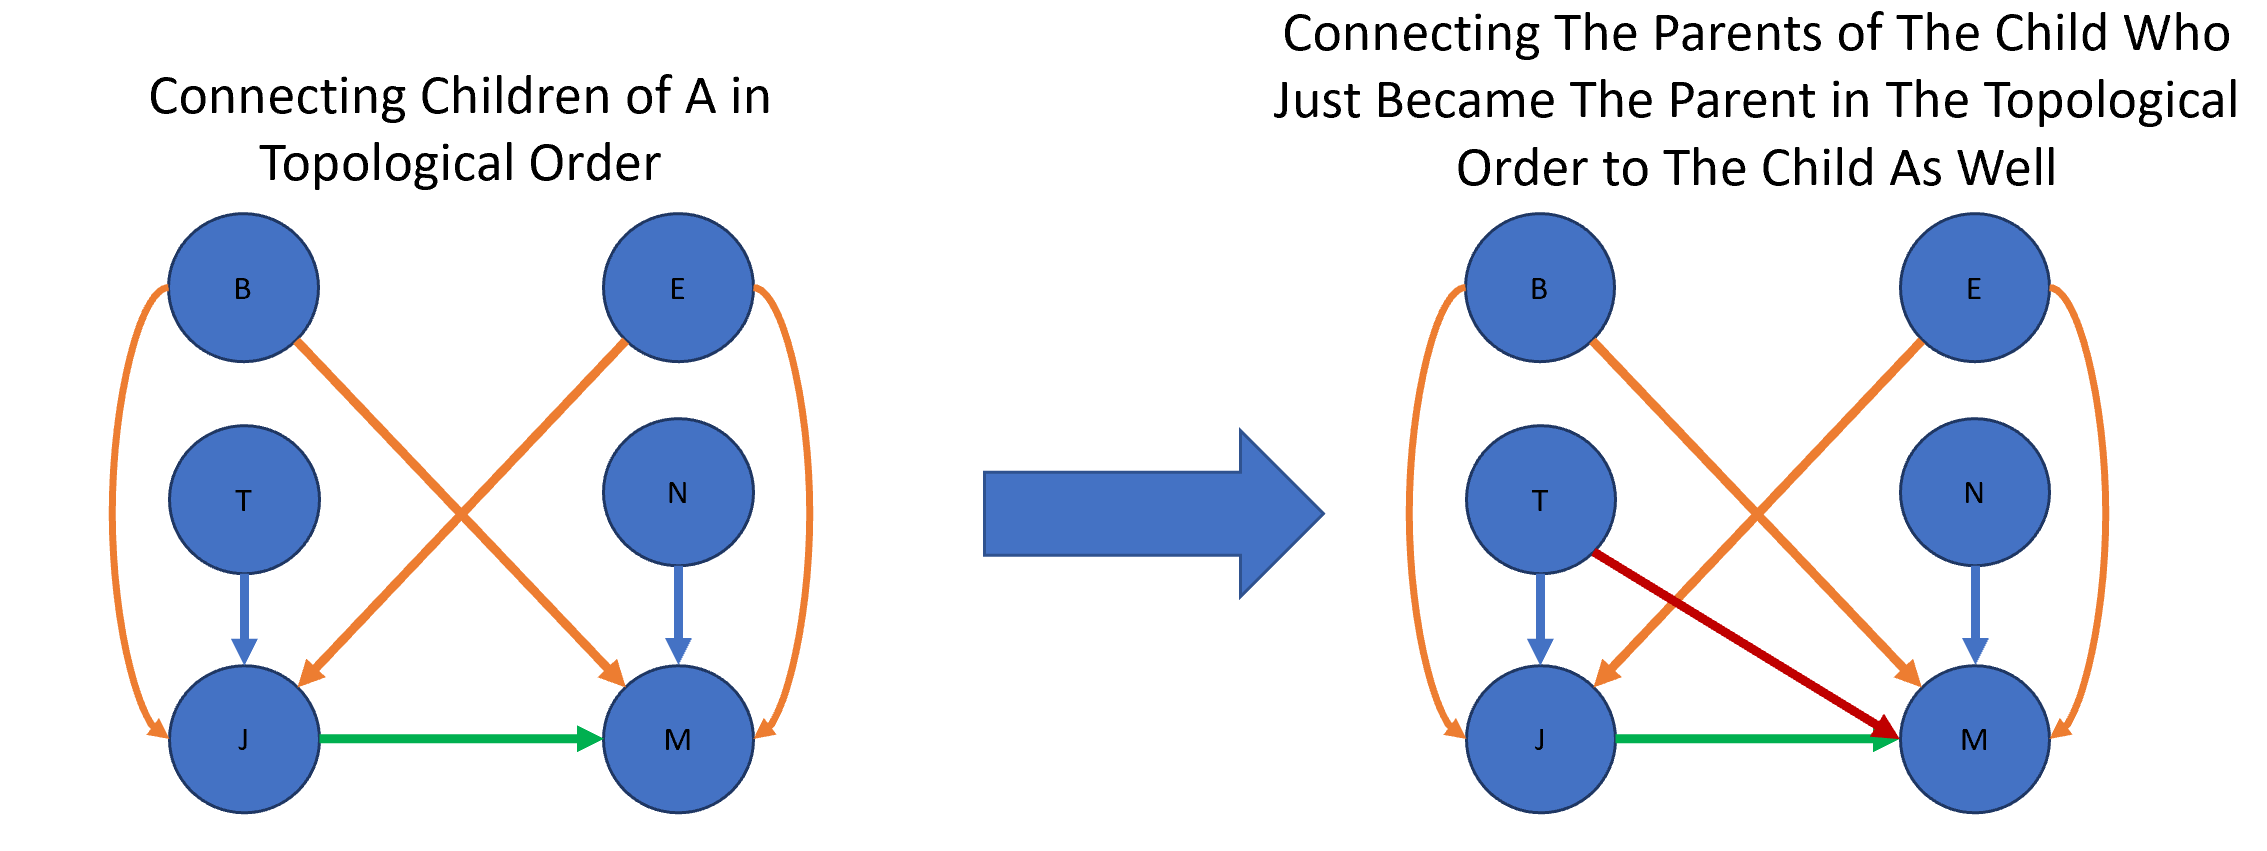 Connecting Children of A in
Topological Order
B
E
T
N
J
M
Connecting The Parents of The Child Who
Just Became The Parent in The Topological
Order to The Child As Well
B
E
T
N
J
M